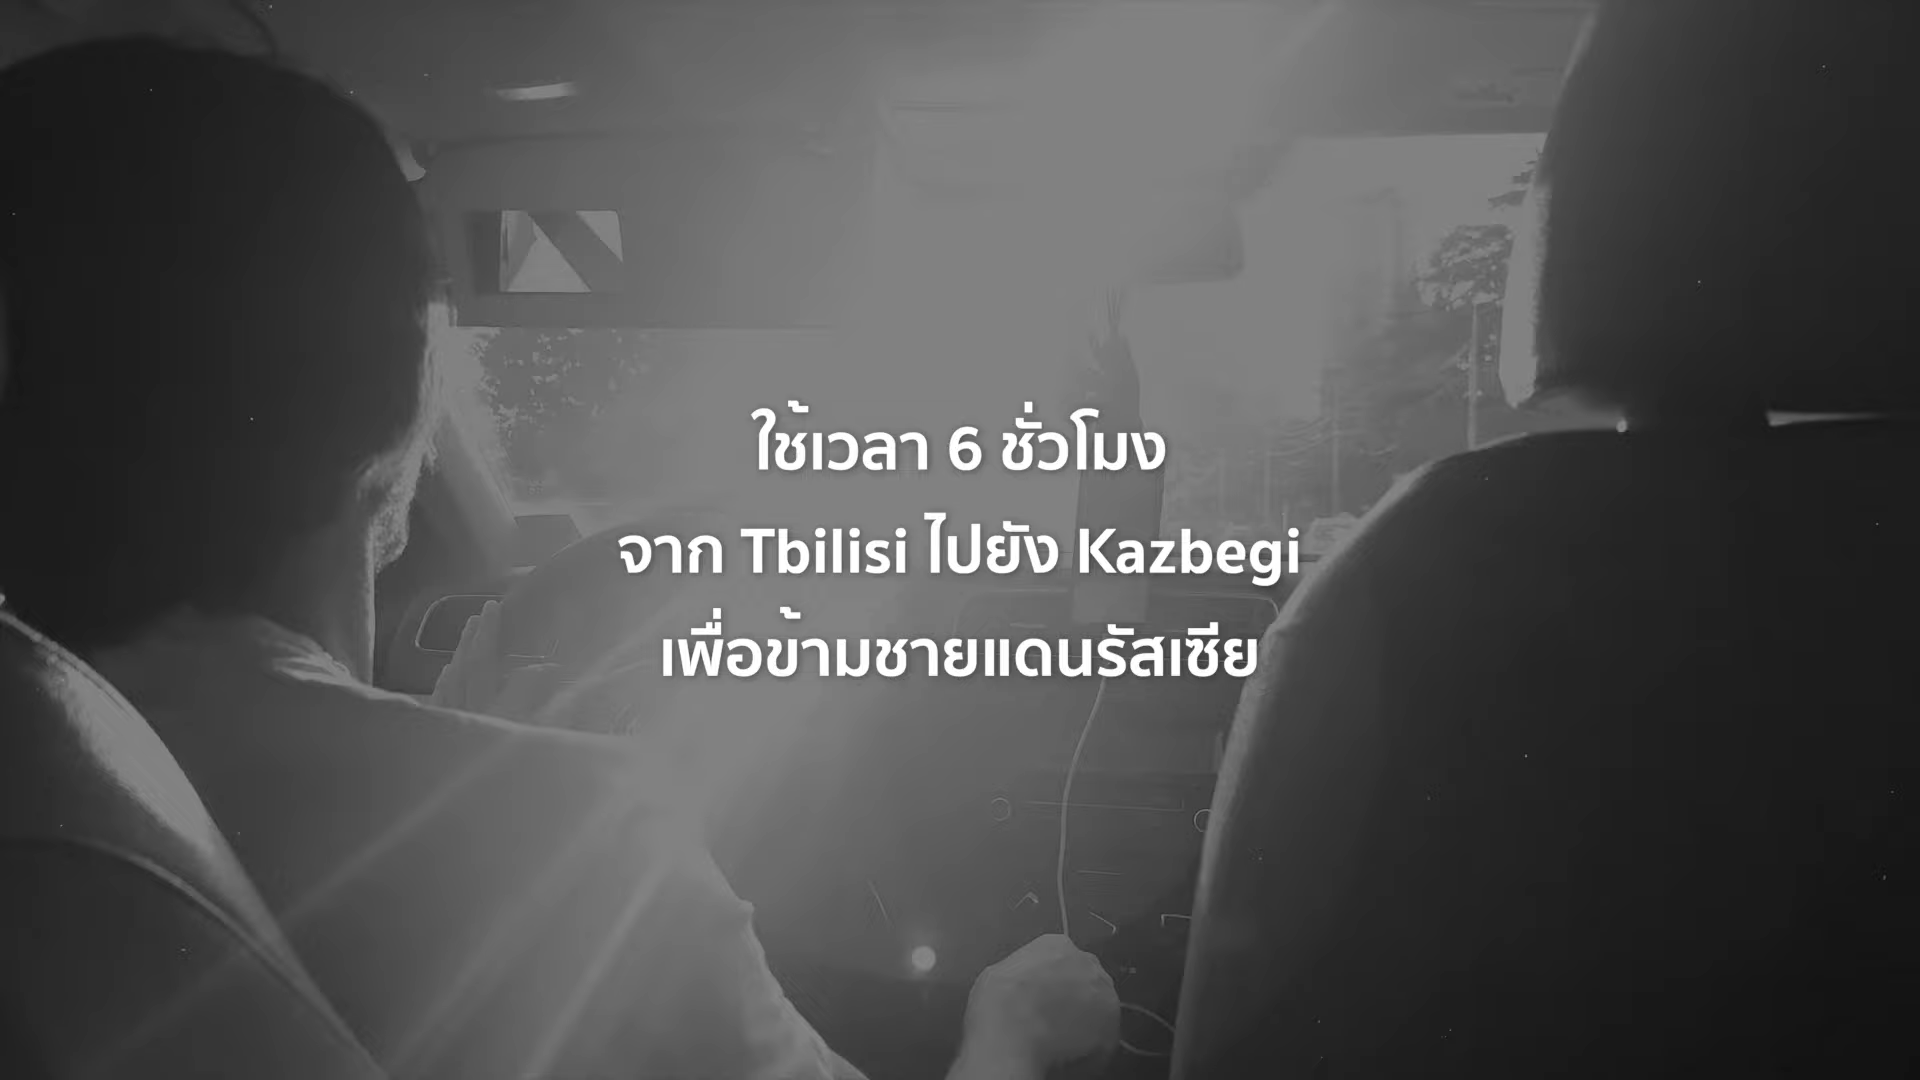 ใช้เวลา 6 ชั่วโมง
จาก Tbilisi ไปยัง Kazbegi
เพื่อข้ามชายแดนรัสเซีย